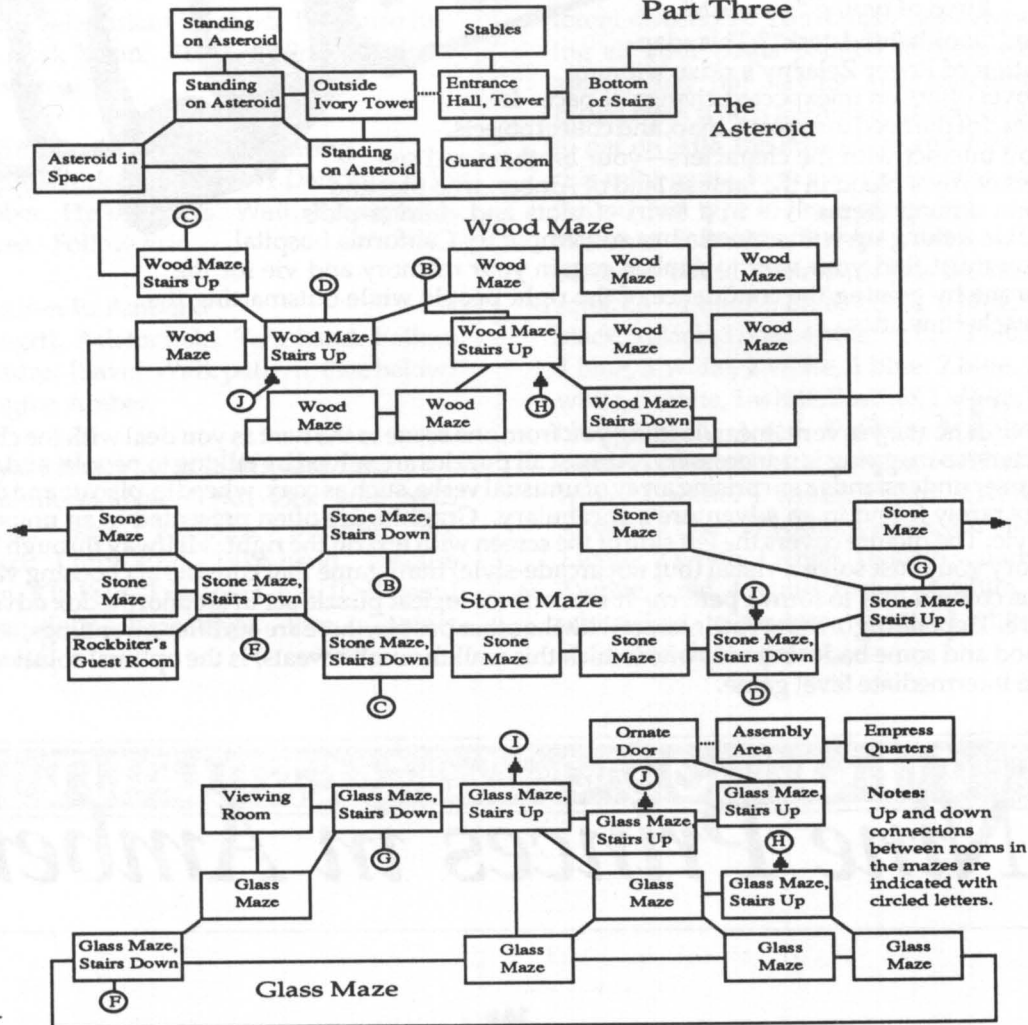 Part Three
Standing
on Asteroid
Stables
Standing
on Asteroid
Outside
Ivory Tower
Entrance
Hall, Tower
Bottom
of Stairs
The
Asteroid
Asteroid in
Space
Standing
on Asteroid
Guard Room
C
Wood Maze
Wood Maze,
Stairs Up
D
B
Wood
Maze
Wood
Maze
Wood
Maze
Wood
Maze
Wood Maze,
Stairs Up
Wood Maze,
Stairs Up
Wood
Maze
Wood
Maze
J
Wood
Maze
Wood
Maze
H
Wood Maze,
Stairs Down
Stone
Maze
Stone Maze,
Stairs Down
Stone
Maze
Stone
Maze
Stone
Maze
Stone Maze,
Stairs Down
B
Stone Maze
I
G
Stone Maze,
Stairs Up
Rockbiter
Guest Room
F
Stone Maze,
Stairs Down
Stone
Maze
Stone
Maze
Stone Maze,
Stairs Down
C
D
I
Ornate
Door
Assembly
Area
Empress
Quarters
Viewing
Room
Glass Maze,
Stairs Down
Glass Maze,
Stairs Up
J
Glass Maze,
Stairs Up
Glass Maze,
Stairs Up
Notes:
Up and down
connections
between rooms in
the mazes are
indicated with
circled letters.
G
H
Glass
Maze
Glass
Maze
Glass Maze,
Stairs Up
Glass Maze,
Stairs Down
Glass
Maze
Glass
Maze
Glass
Maze
F
Glass Maze